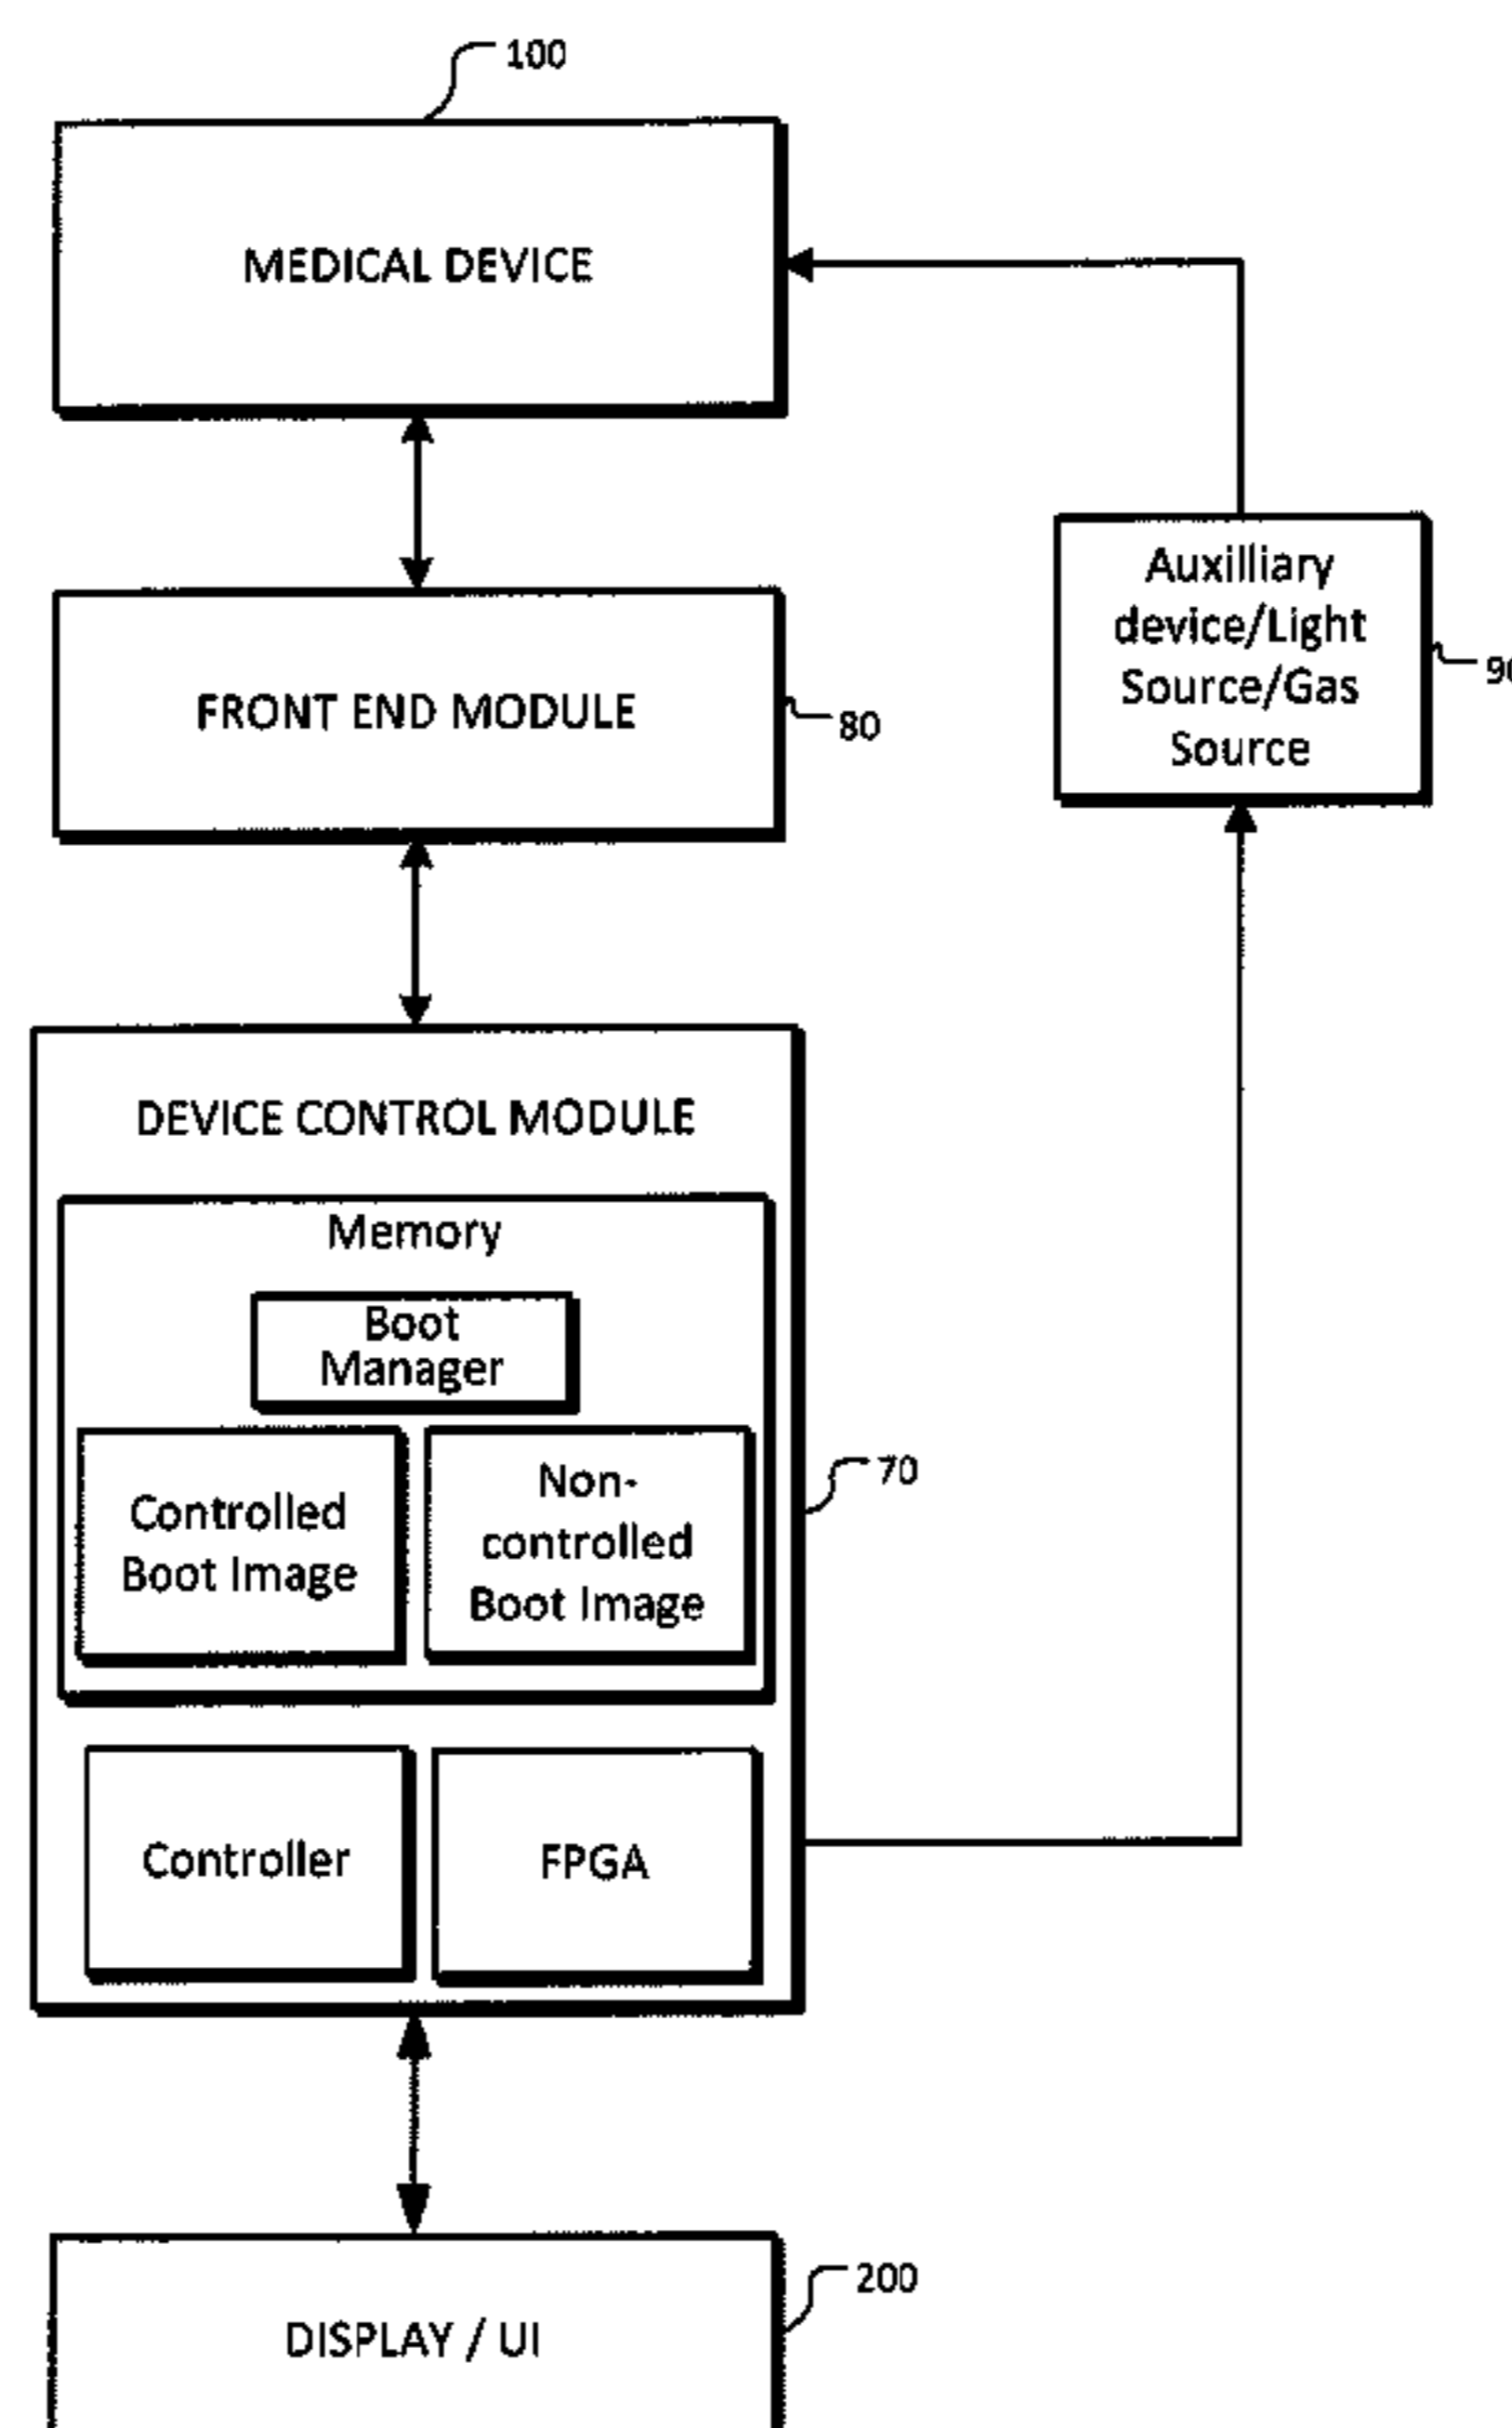 100
MEDICAL DEVICE
Auxilliary
device/Light
Source/Gas
Source
FRONT END MODULE
80
DEVICE CONTROL MODULE
Memory
Boot
Manager
Controlled
Boot Image
Non-
controlled
Boot Image
70
Controller
FPGA
200
DISPLAY / UI